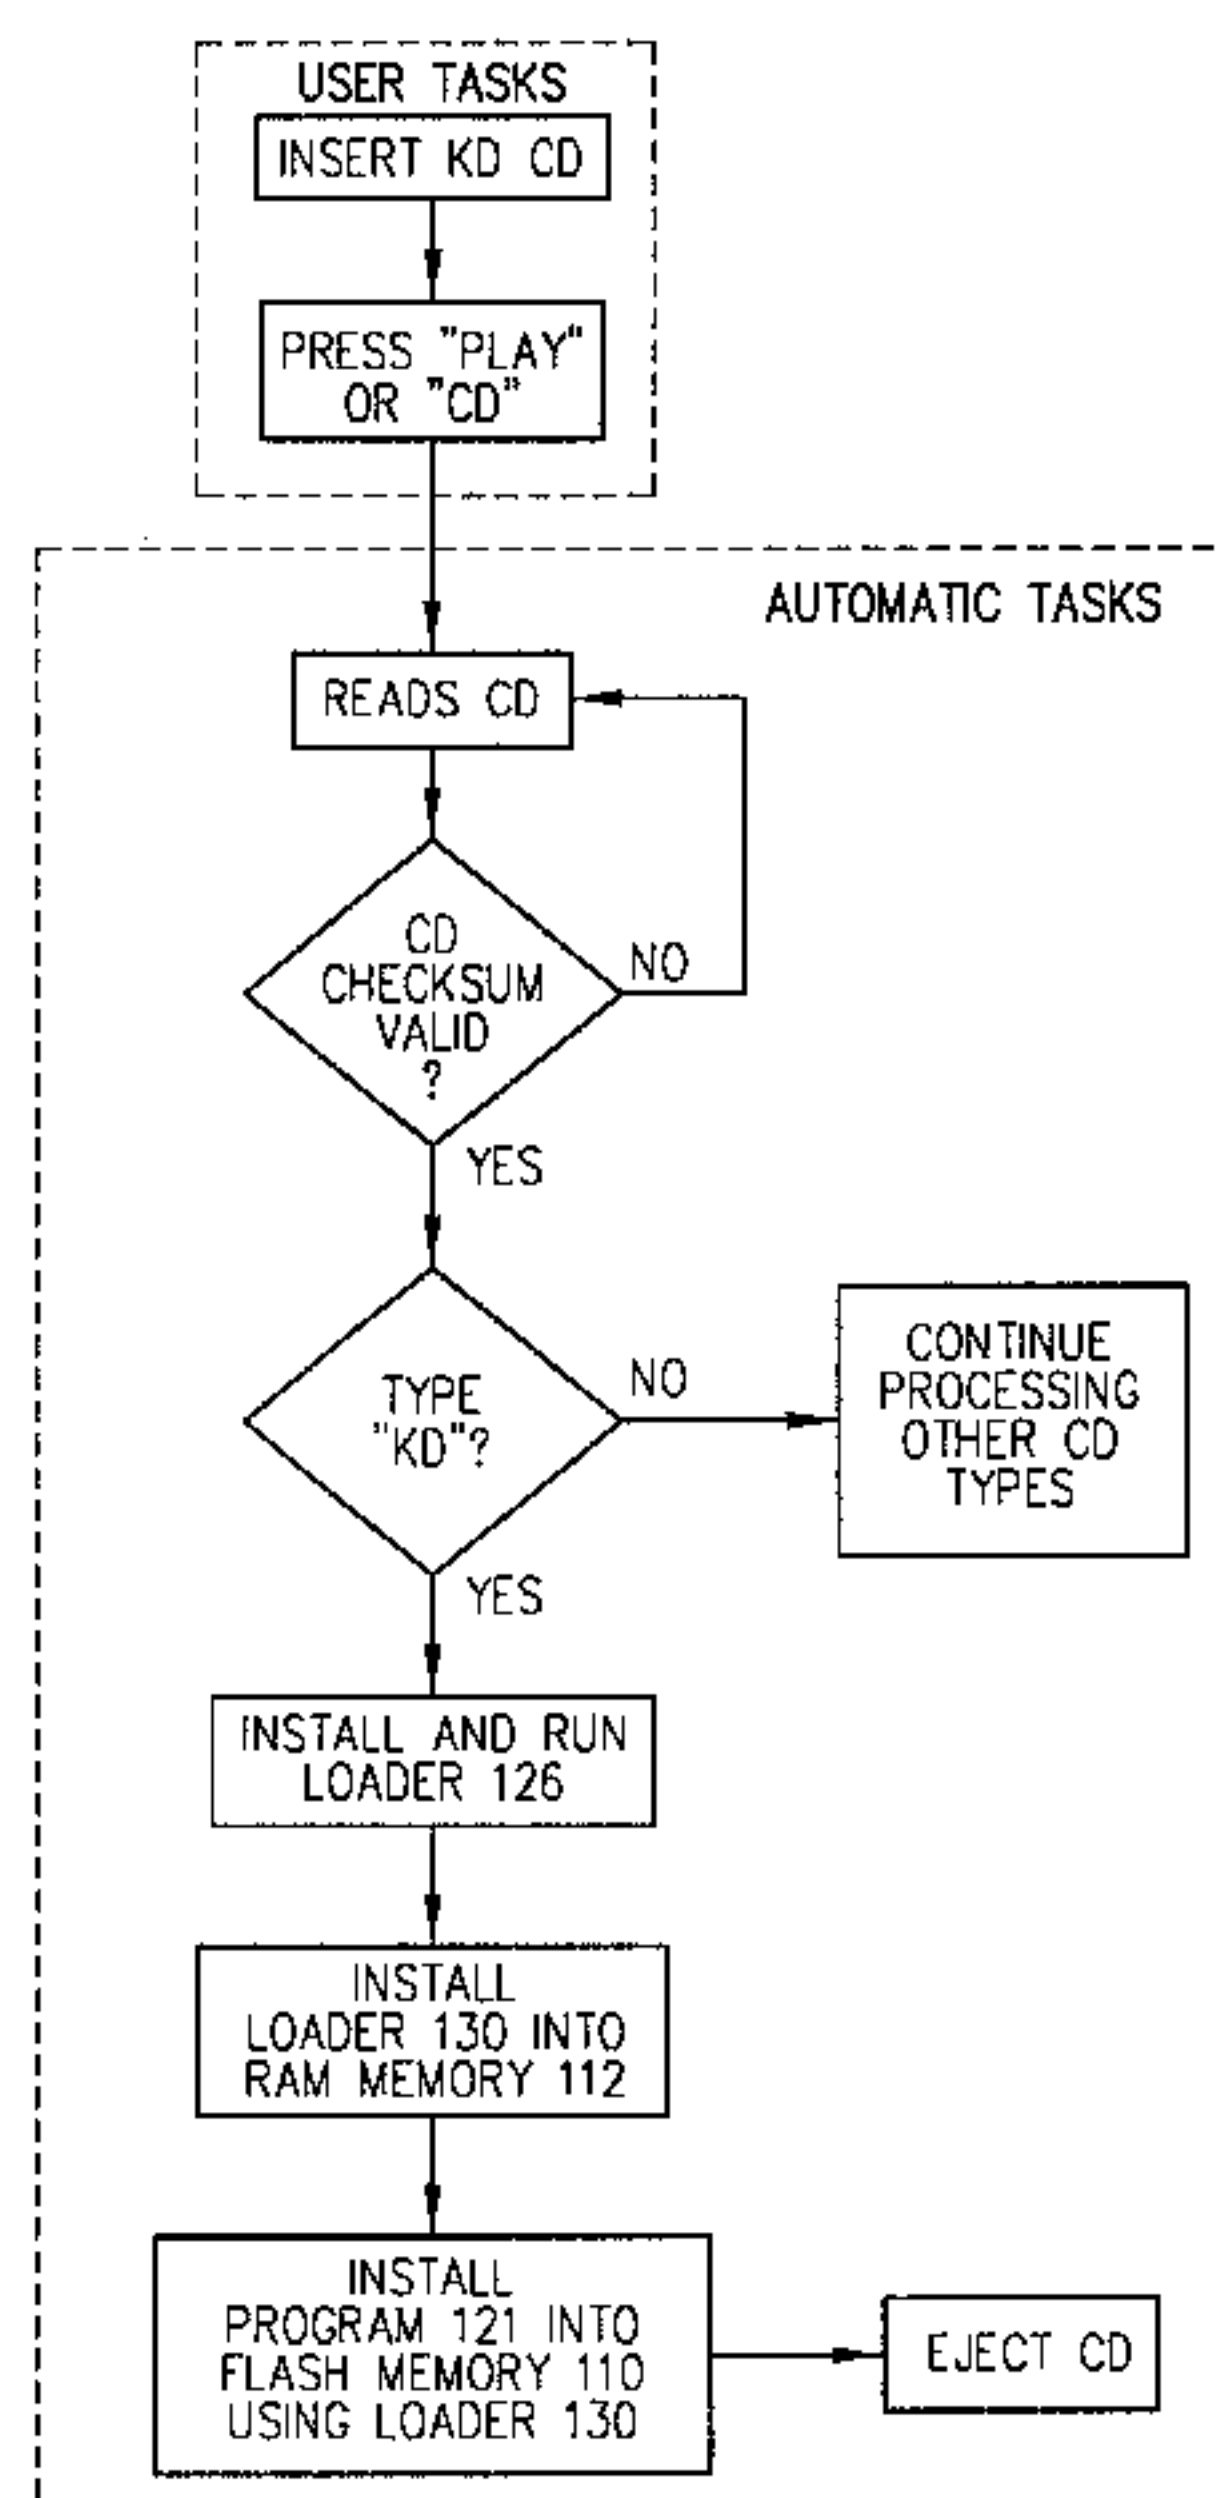 USER TASKS
INSERT KD CD
PRESS "PLAY"
OR "CD"
AUTOMATIC TASKS
READS CD
CD
CHECKSUM
VALID
?
NO
YES
TYPE
"KD"?
NO
CONTINUE
PROCESSING
OTHER CD
TYPES
YES
INSTALL AND RUN
LOADER 126
INSTALL
LOADER 130 INTO
RAM MEMORY 112
INSTALL
PROGRAM 121 INTO
FLASH MEMORY 110
USING LOADER 130
EJECT CD